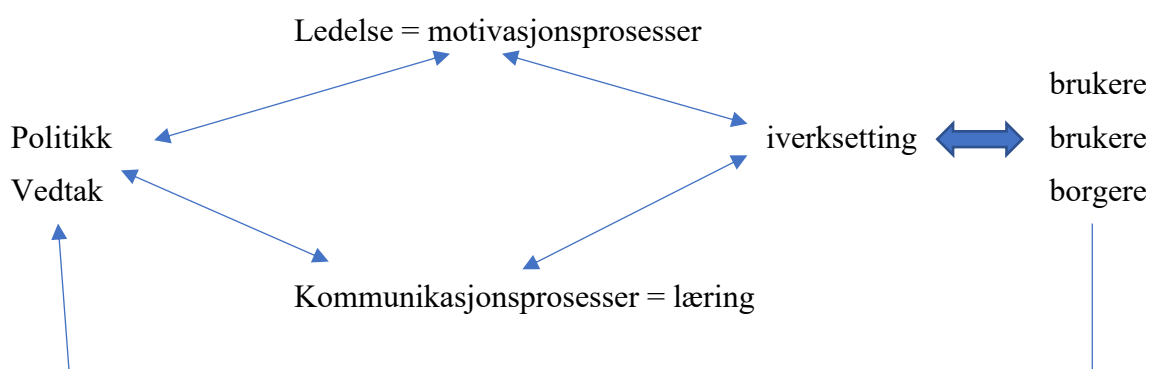 Ledelse = motivasjonsprosesser
brukere
Politikk
iverksetting
brukere
Vedtak
borgere
Kommunikasjonsprosesser = læring